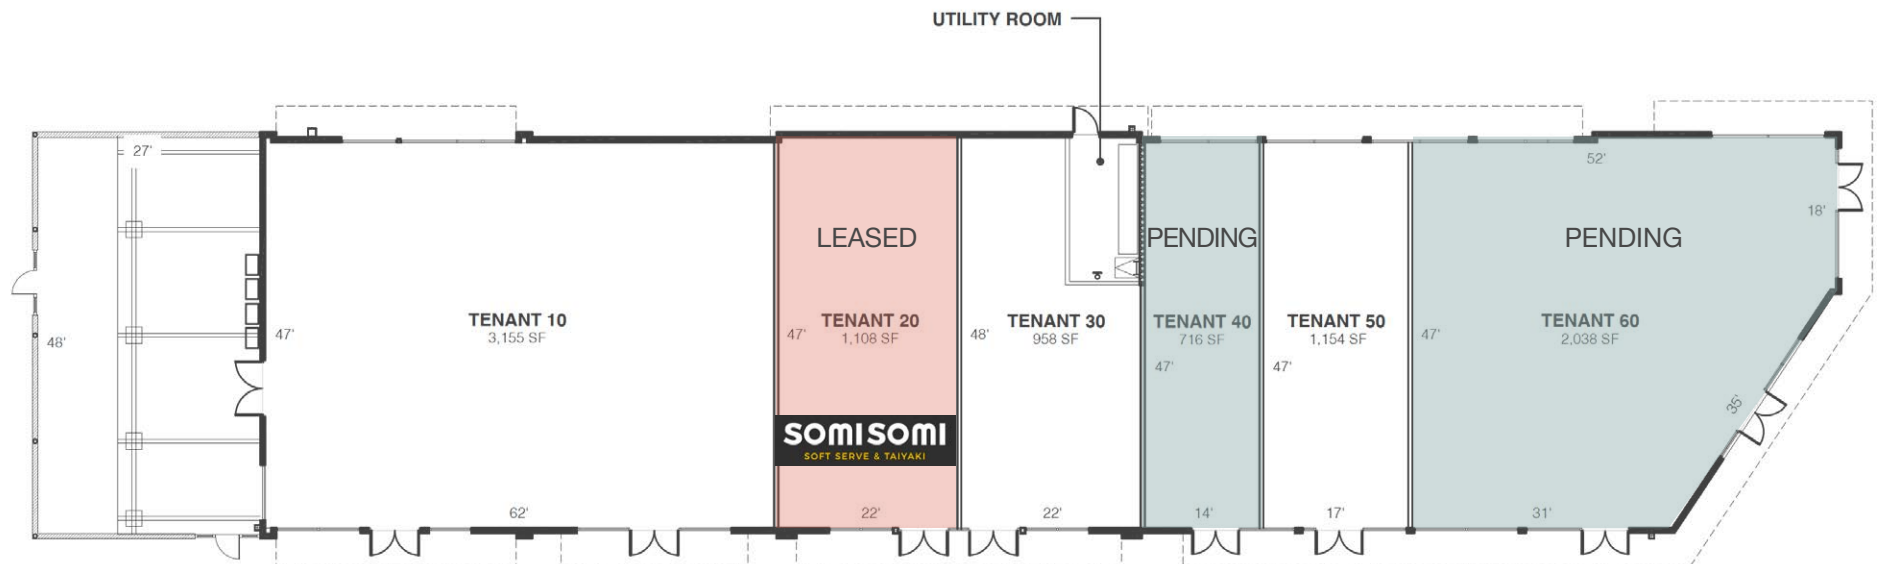 UTILITY ROOM
27'
52'
18'
LEASED
PENDING
PENDING
48'
47'
TENANT 10
3,155 SF
47'
TENANT 20
1,108 SF
48'
TENANT 30
958 SF
TENANT 40
716 SF
47'
TENANT 50
1,154 SF
47'
47'
TENANT 60
2,038 SF
35'
SOMISOMI
SOFT SERVE & TAIYAKI
62'
22'
22'
14'
17'
31'